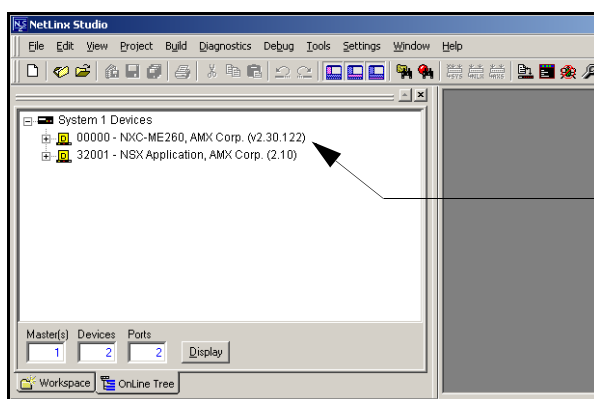 NetLinx Studio
File Edit View Project Build Diagnostics Debug Tools Settings Window Help
System 1 Devices
00000 - NXC-ME260, AMX Corp. (v2.30.122)
32001 - NSX Application, AMX Corp. (2.10)
Master(s) Devices Ports
1 2 2 Display
Workspace OnLine Tree